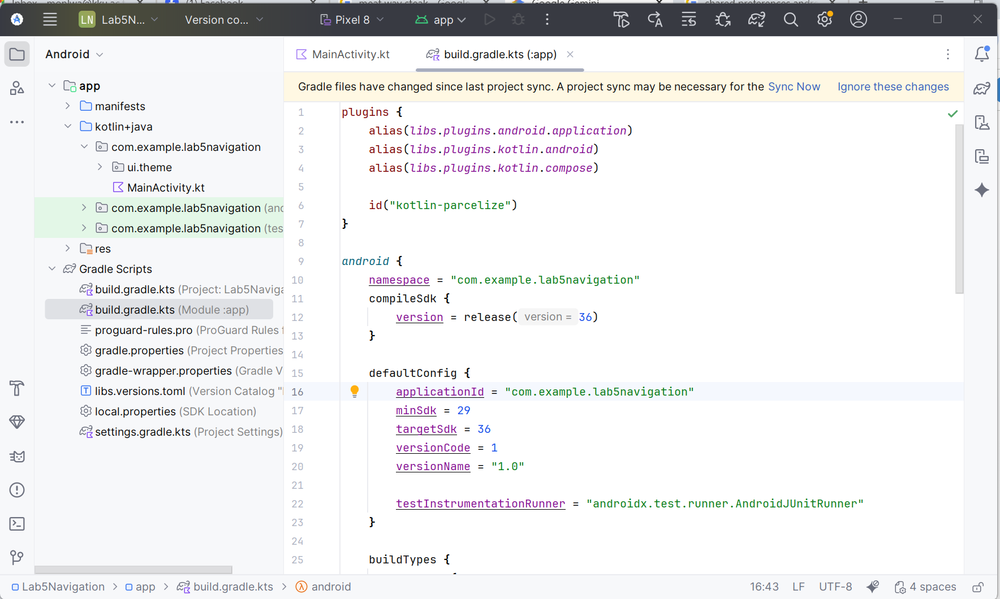 LN Lab5N... Version co... Pixel 8 app
Android
app
manifests
kotlin+java
com.example.lab5navigation
ui.theme
MainActivity.kt
com.example.lab5navigation (and
com.example.lab5navigation (tes
res
Gradle Scripts
build.gradle.kts (Project: Lab5Naviga
build.gradle.kts (Module :app)
proguard-rules.pro (ProGuard Rules f
gradle.properties (Project Properties
gradle-wrapper.properties (Gradle V
libs.versions.toml (Version Catalog "l
local.properties (SDK Location)
settings.gradle.kts (Project Settings)
MainActivity.kt build.gradle.kts (:app)
Gradle files have changed since last project sync. A project sync may be necessary for the Sync Now Ignore these changes
1 plugins {
2 alias(libs.plugins.android.application)
3 alias(libs.plugins.kotlin.android)
4 alias(libs.plugins.kotlin.compose)
5
6 id("kotlin-parcelize")
7 }
8
9 android {
10 namespace = "com.example.lab5navigation"
11 compileSdk {
12 version = release( version = 36)
13 }
14
15 defaultConfig {
16 applicationId = "com.example.lab5navigation"
17 minSdk = 29
18 targetSdk = 36
19 versionCode = 1
20 versionName = "1.0"
21
22 testInstrumentationRunner = "androidx.test.runner.AndroidJUnitRunner"
23 }
24
25 buildTypes {
Lab5Navigation > app > build.gradle.kts > android
16:43 LF UTF-8 4 spaces